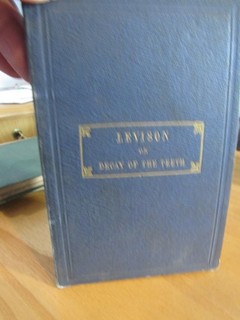 LEVISON
ON
DECAY OF THE TEETH